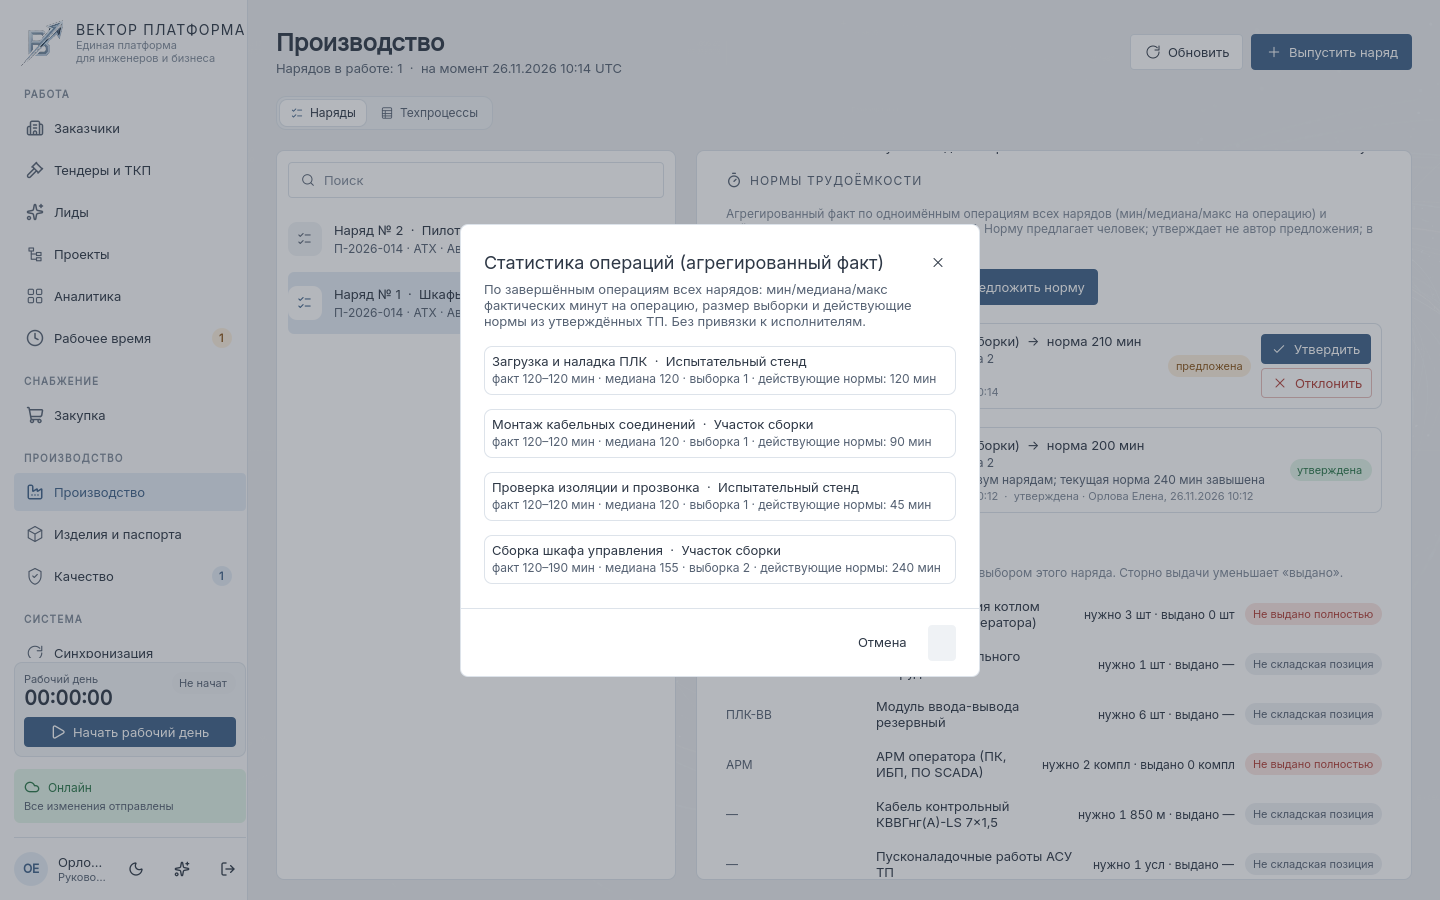 ВЕКТОР ПЛАТФОРМА
Единая платформа
для инженеров и бизнеса
РАБОТА
Заказчики
Тендеры и ТКП
Лиды
Проекты
Аналитика
Рабочее время 1
СНАБЖЕНИЕ
Закупка
ПРОИЗВОДСТВО
Производство
Изделия и паспорта
Качество 1
СИСТЕМА
Синхронизация
Рабочий день
Не начат
00:00:00
Начать рабочий день
Онлайн
Все изменения отправлены
ОЕ
Орло...
Руково...
Производство
Нарядов в работе: 1 · на момент 26.11.2026 10:14 UTC
Обновить
Выпустить наряд
Наряды
Техпроцессы
Поиск
Наряд № 2 · Пилот
П-2026-014 · АТХ · Ав
Наряд № 1 · Шкафы
П-2026-014 · АТХ · Ав
НОРМЫ ТРУДОЁМКОСТИ
Агрегированный факт по одноимённым операциям всех нарядов (мин/медиана/макс на операцию) и
Норму предлагает человек; утверждает не автор предложения; в
едложить норму
борки) → норма 210 мин
а 2
0:14
предложена
Утвердить
Отклонить
борки) → норма 200 мин
а 2
вум нарядам; текущая норма 240 мин завышена
0:12 · утверждена · Орлова Елена, 26.11.2026 10:12
утверждена
выбором этого наряда. Сторно выдачи уменьшает «выдано».
ия котлом
ератора)
нужно 3 шт · выдано 0 шт
Не выдано полностью
льного
нужно 1 шт · выдано —
Не складская позиция
ПЛК-ВВ
Модуль ввода-вывода
резервный
нужно 6 шт · выдано —
Не складская позиция
АРМ
АРМ оператора (ПК,
ИБП, ПО SCADA)
нужно 2 компл · выдано 0 компл
Не выдано полностью
—
Кабель контрольный
КВВГнг(А)-LS 7×1,5
нужно 1 850 м · выдано —
Не складская позиция
—
Пусконаладочные работы АСУ
ТП
нужно 1 усл · выдано —
Не складская позиция
Статистика операций (агрегированный факт)
По завершённым операциям всех нарядов: мин/медиана/макс
фактических минут на операцию, размер выборки и действующие
нормы из утверждённых ТП. Без привязки к исполнителям.
Загрузка и наладка ПЛК · Испытательный стенд
факт 120–120 мин · медиана 120 · выборка 1 · действующие нормы: 120 мин
Монтаж кабельных соединений · Участок сборки
факт 120–120 мин · медиана 120 · выборка 1 · действующие нормы: 90 мин
Проверка изоляции и прозвонка · Испытательный стенд
факт 120–120 мин · медиана 120 · выборка 1 · действующие нормы: 45 мин
Сборка шкафа управления · Участок сборки
факт 120–190 мин · медиана 155 · выборка 2 · действующие нормы: 240 мин
Отмена